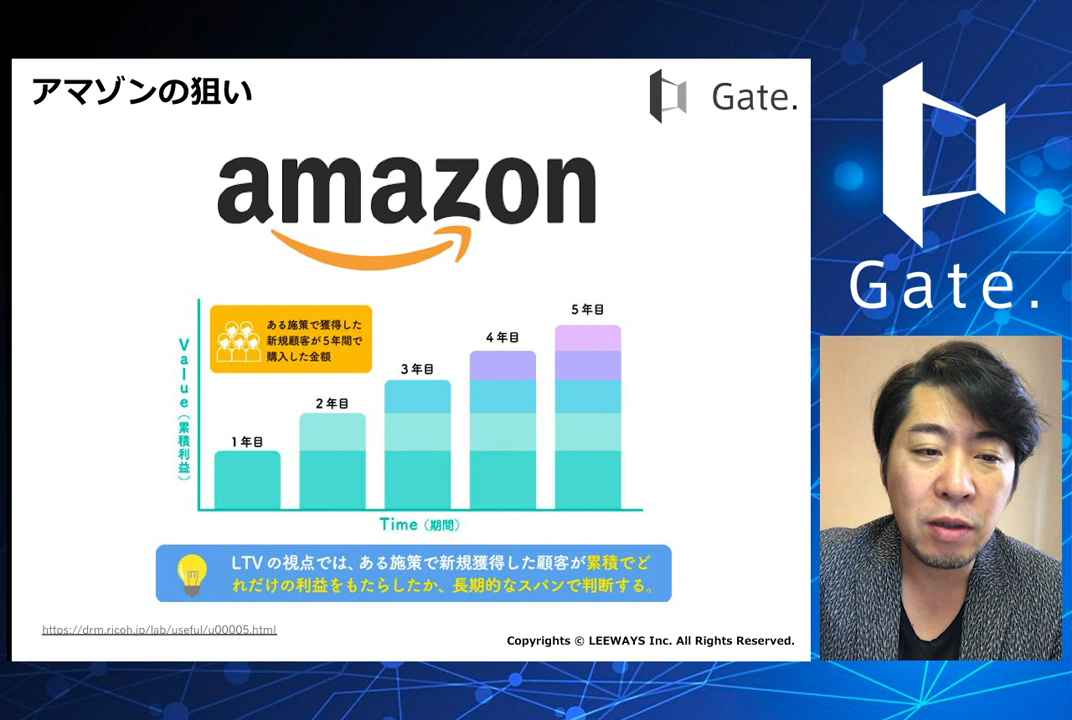 アマゾンの狙い
Gate.
amazon
Value（累積利益）
ある施策で獲得した
新規顧客が5年間で
購入した金額
1年目
2年目
3年目
4年目
5年目
Time（期間）
LTVの視点では、ある施策で新規獲得した顧客が累積でど
れだけの利益をもたらしたか、長期的なスパンで判断する。
https://drm.ricoh.jp/lab/useful/u00005.html
Copyrights © LEEWAYS Inc. All Rights Reserved.
Gate.